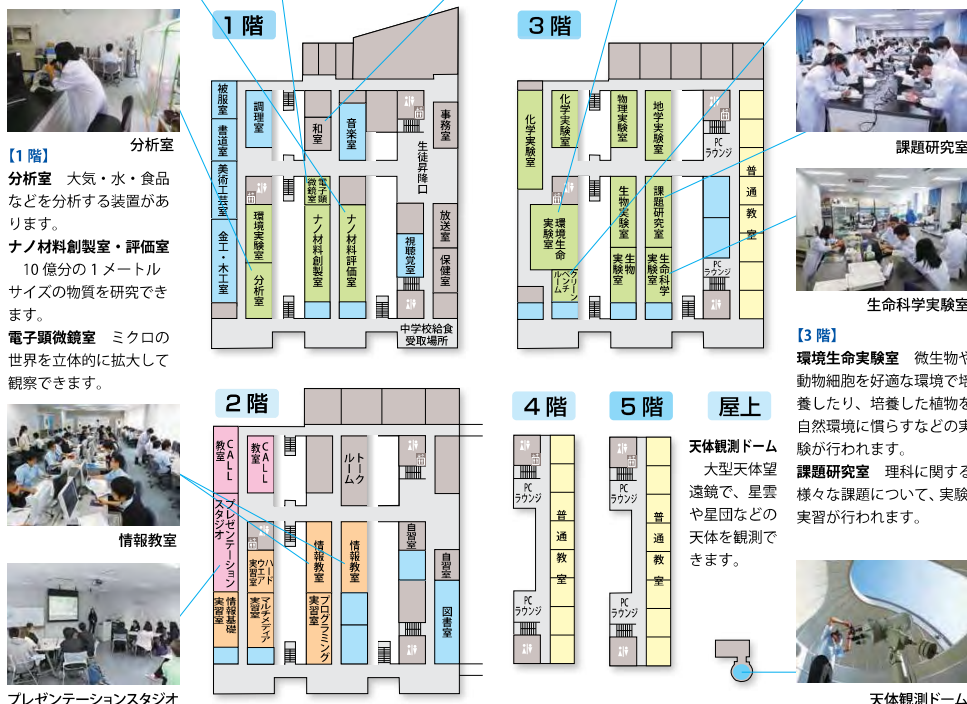 分析室
【1階】
分析室 大気・水・食品
などを分析する装置があ
ります。
ナノ材料創製室・評価室
10億分の1メートル
サイズの物質を研究でき
ます。
電子顕微鏡室 ミクロの
世界を立体的に拡大して
観察できます。
情報教室
プレゼンテーションスタジオ
1階
被服室
書道室
美術工芸室
金工・木工室
調理室
環境実験室
分析室
和室
電子顕
微鏡室
ナノ材料創製室
音楽室
ナノ材料評価室
生徒昇降口
視聴覚室
事務室
放送室
保健室
中学校給食
受取場所
2階
CALL
教室
プレゼンテーション
スタジオ
情報基礎
実習室
CALL
教室
ハード
ウエア
実習室
マルチメディア
実習室
情報教室
プログラミング
実習室
トーク
ルーム
情報教室
自習室
自習室
図書室
3階
化学実験室
化学実験室
環境生命
実験室
クリーン
ベンチ
ルーム
物理実験室
生物実験室
生物
実験室
地学実験室
課題研究室
生命科学
実験室
PC
ラウンジ
PC
ラウンジ
普通教室
4階
PC
ラウンジ
普通教室
PC
ラウンジ
5階
PC
ラウンジ
普通教室
PC
ラウンジ
屋上
天体観測ドーム
大型天体望
遠鏡で、星雲
や星団などの
天体を観測で
きます。
課題研究室
生命科学実験室
【3階】
環境生命実験室 微生物や
動物細胞を好適な環境で培
養したり、培養した植物を
自然環境に慣らすなどの実
験が行われます。
課題研究室 理科に関する
様々な課題について、実験
実習が行われます。
天体観測ドーム